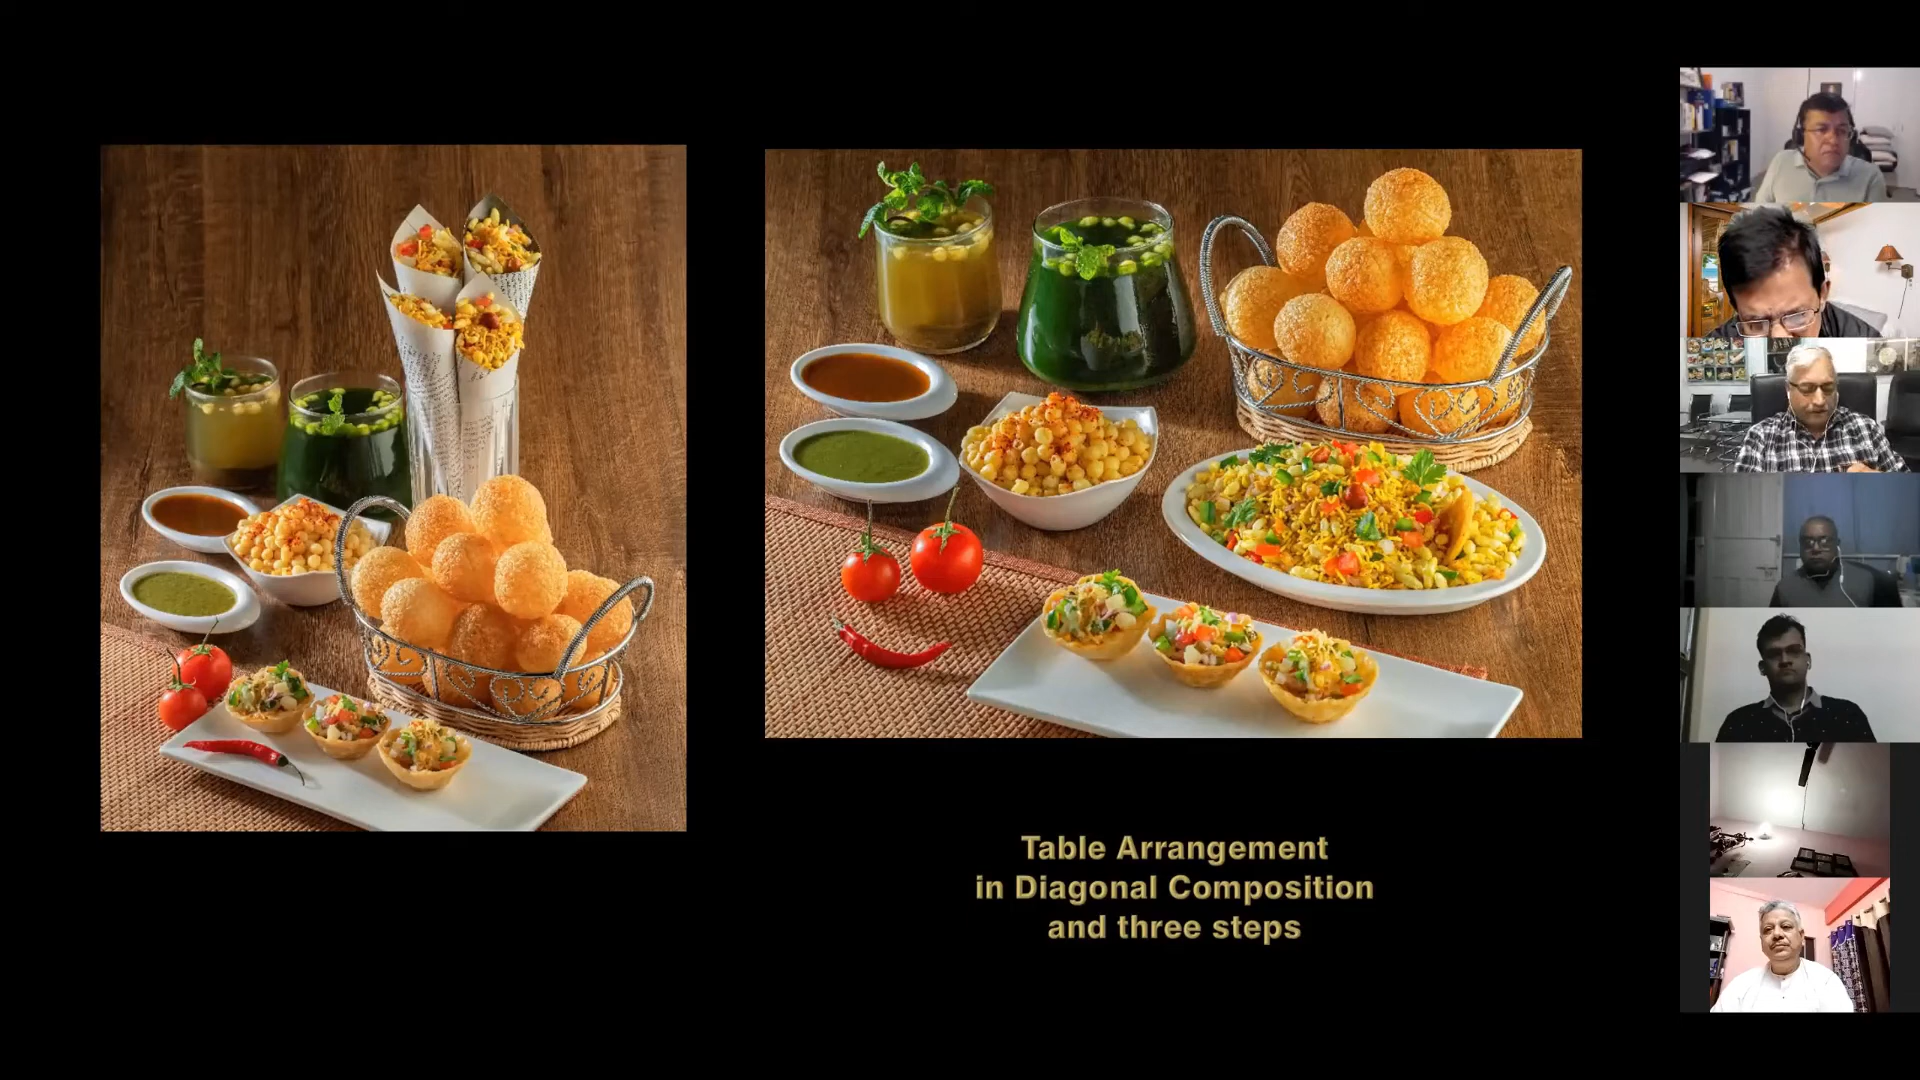 Table Arrangement
in Diagonal Composition
and three steps